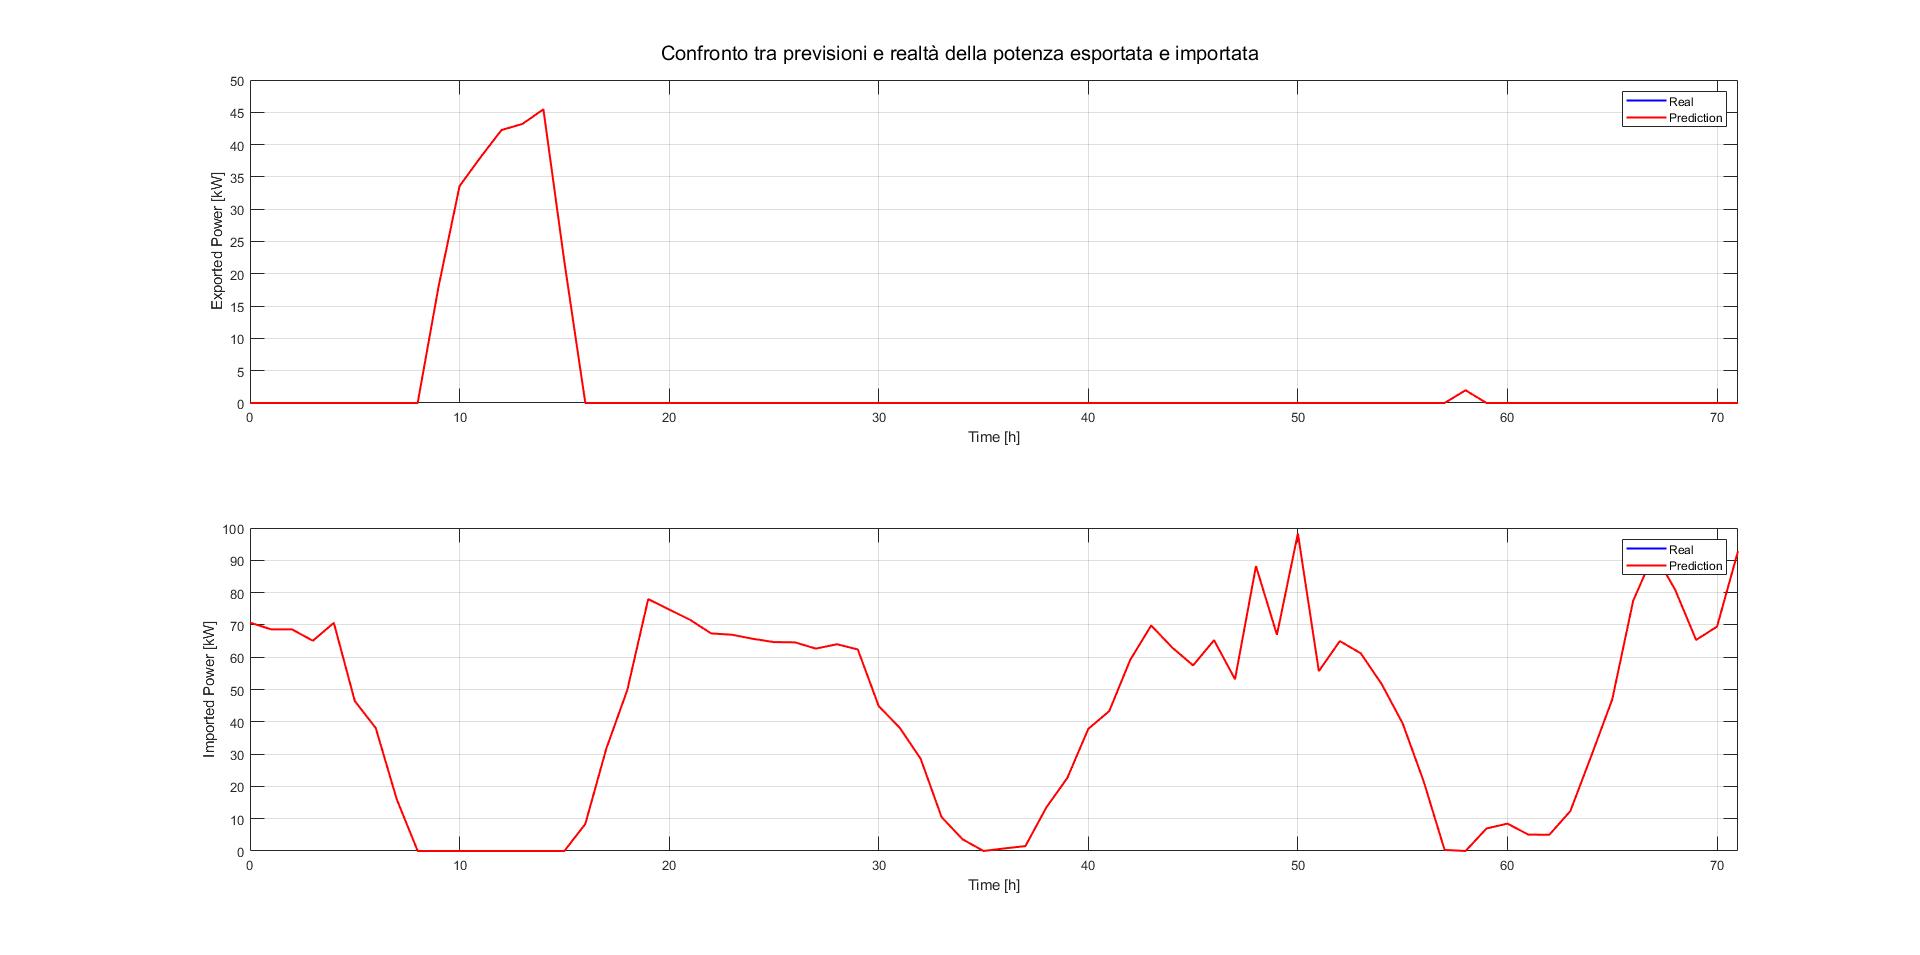 Confronto tra previsioni e realtà della potenza esportata e importata
50
45
40
35
30
25
20
15
10
5
0
Exported Power [kW]
Real
Prediction
0 10 20 30 40 50 60 70
Time [h]
100
90
80
70
60
50
40
30
20
10
0
Imported Power [kW]
Real
Prediction
0 10 20 30 40 50 60 70
Time [h]